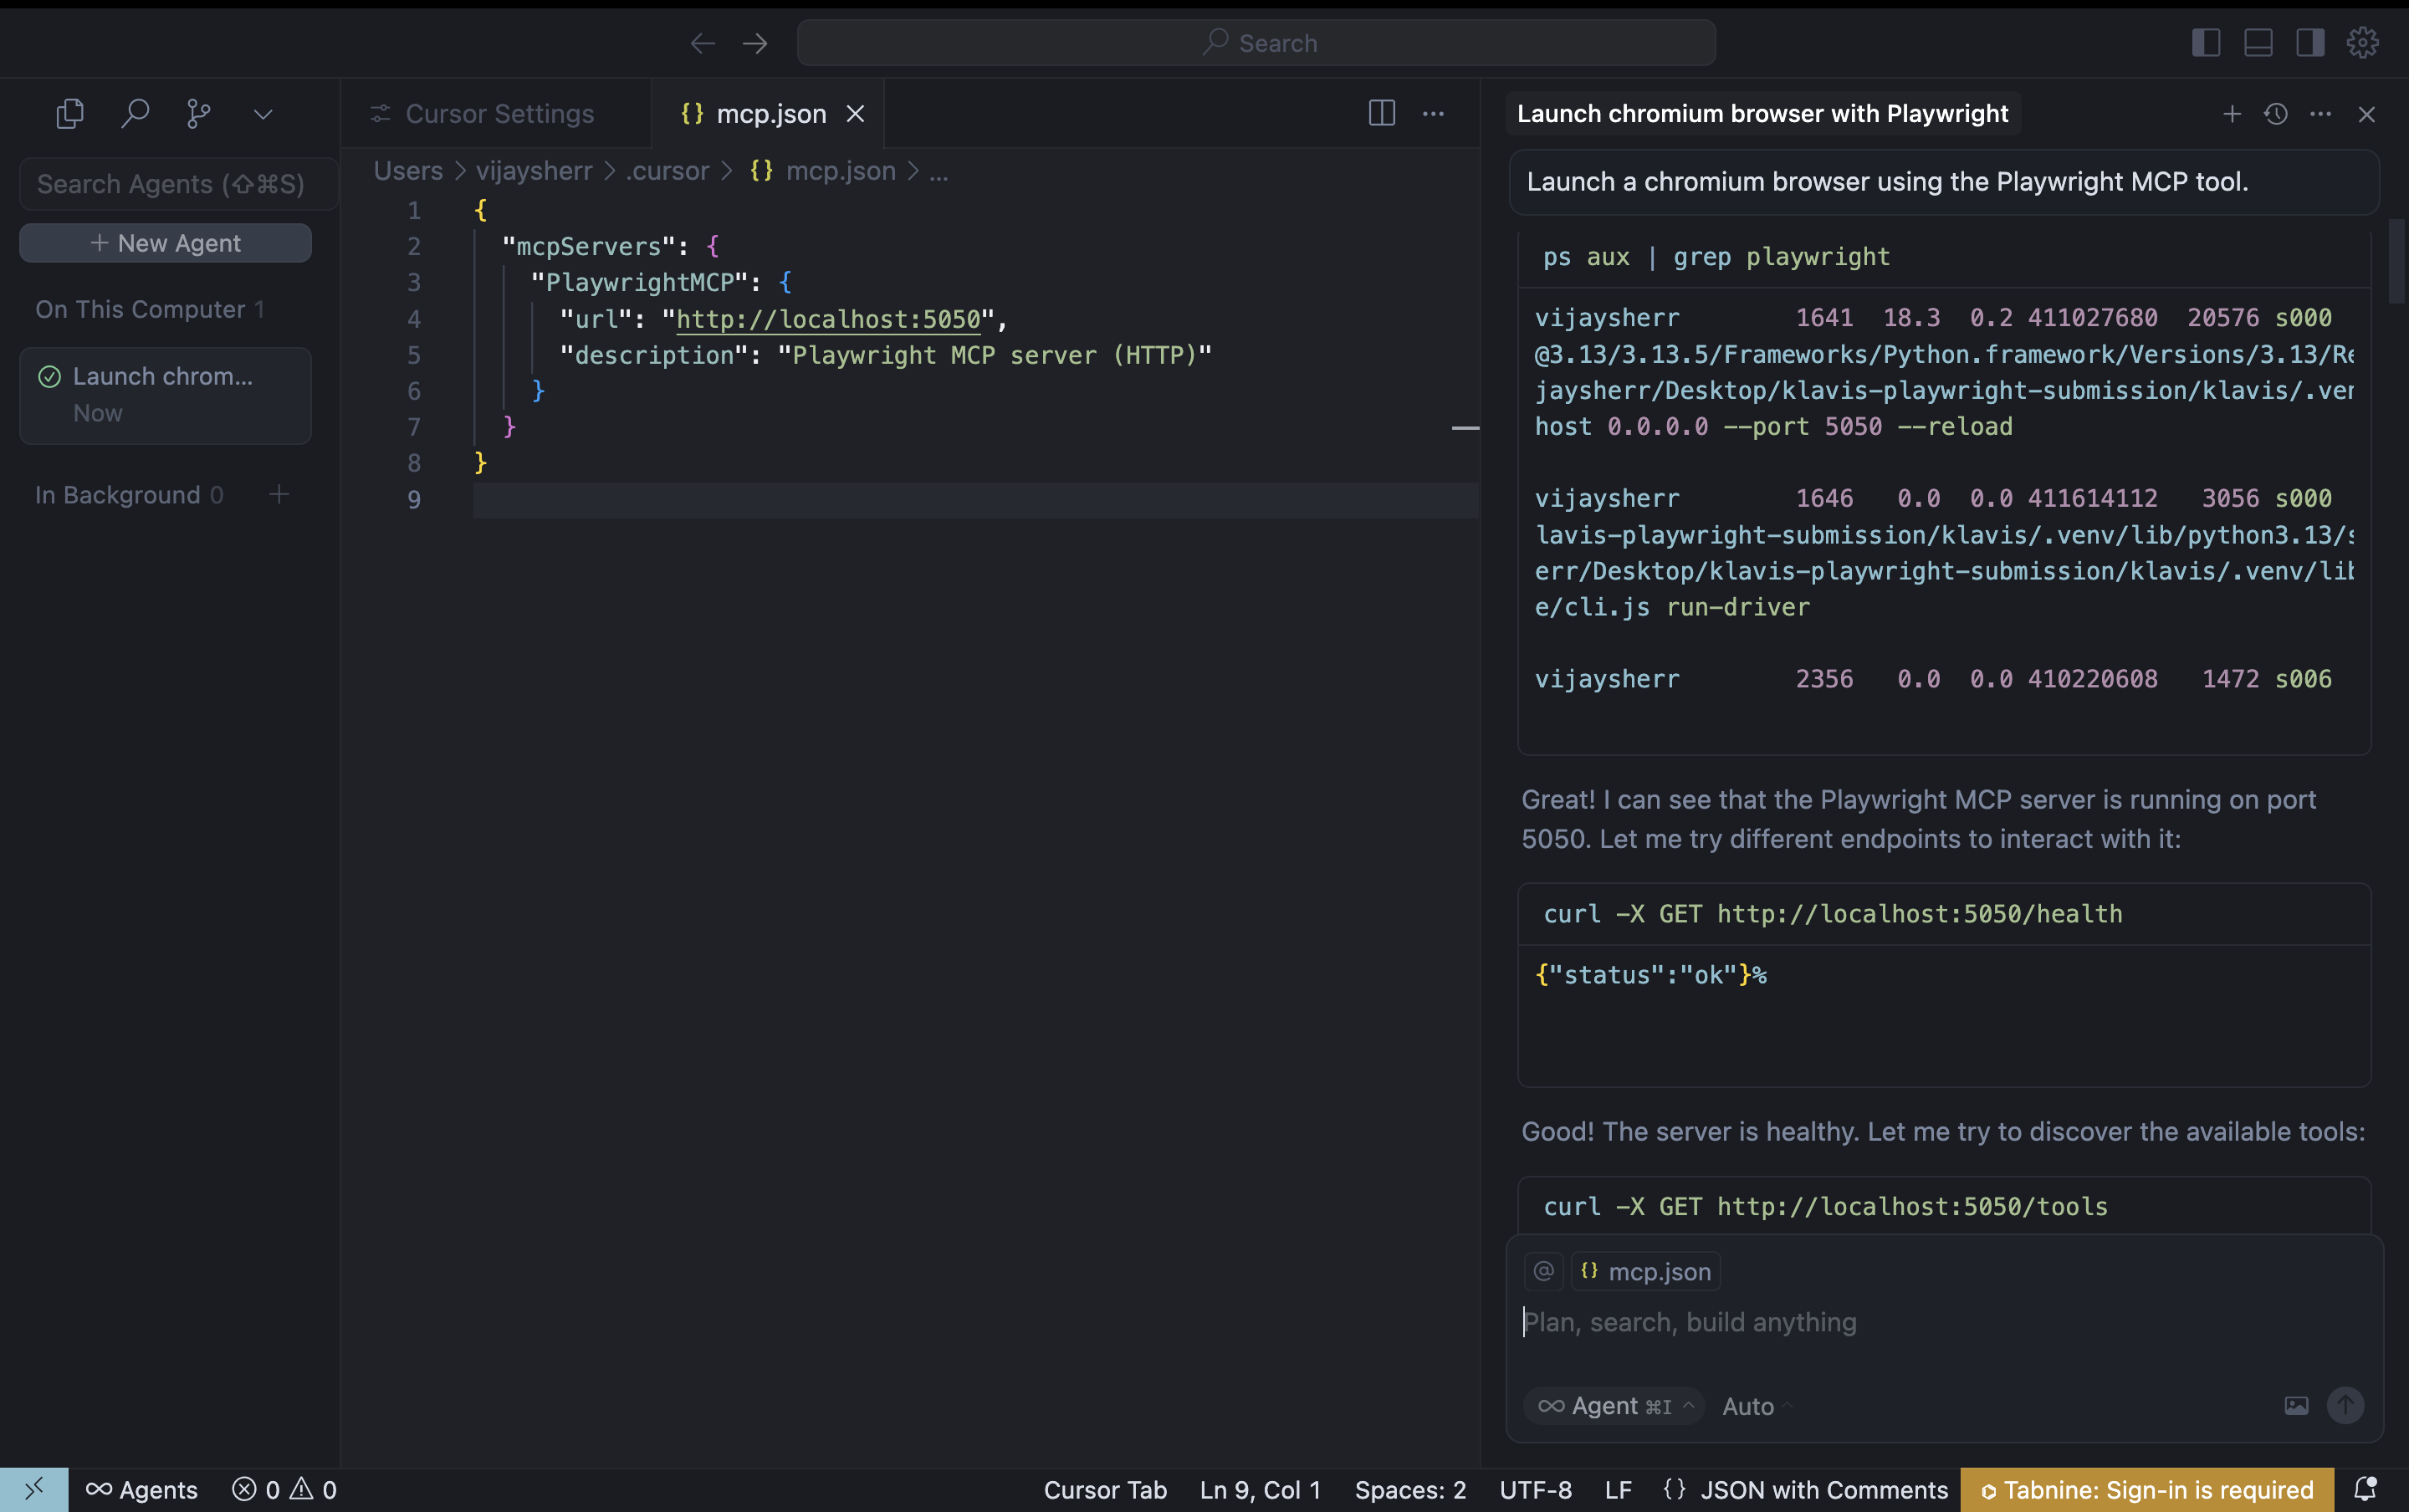 Search
Search Agents (⇧⌘S)
+ New Agent
On This Computer 1
Launch chrom...
Now
In Background 0 +
Cursor Settings
{} mcp.json
Users > vijaysherr > .cursor > {} mcp.json > ...
1 {
2 "mcpServers": {
3 "PlaywrightMCP": {
4 "url": "http://localhost:5050",
5 "description": "Playwright MCP server (HTTP)"
6 }
7 }
8 }
9
Launch chromium browser with Playwright
Launch a chromium browser using the Playwright MCP tool.
ps aux | grep playwright
vijaysherr 1641 18.3 0.2 411027680 20576 s000
@3.13/3.13.5/Frameworks/Python.framework/Versions/3.13/Re
jaysherr/Desktop/klavis-playwright-submission/klavis/.ven
host 0.0.0.0 --port 5050 --reload
vijaysherr 1646 0.0 0.0 411614112 3056 s000
lavis-playwright-submission/klavis/.venv/lib/python3.13/s
err/Desktop/klavis-playwright-submission/klavis/.venv/lib
e/cli.js run-driver
vijaysherr 2356 0.0 0.0 410220608 1472 s006
Great! I can see that the Playwright MCP server is running on port
5050. Let me try different endpoints to interact with it:
curl -X GET http://localhost:5050/health
{"status":"ok"}%
Good! The server is healthy. Let me try to discover the available tools:
curl -X GET http://localhost:5050/tools
@ {} mcp.json
Plan, search, build anything
Agent ⌘I Auto
Agents 0 0
Cursor Tab Ln 9, Col 1 Spaces: 2 UTF-8 LF {} JSON with Comments Tabnine: Sign-in is required